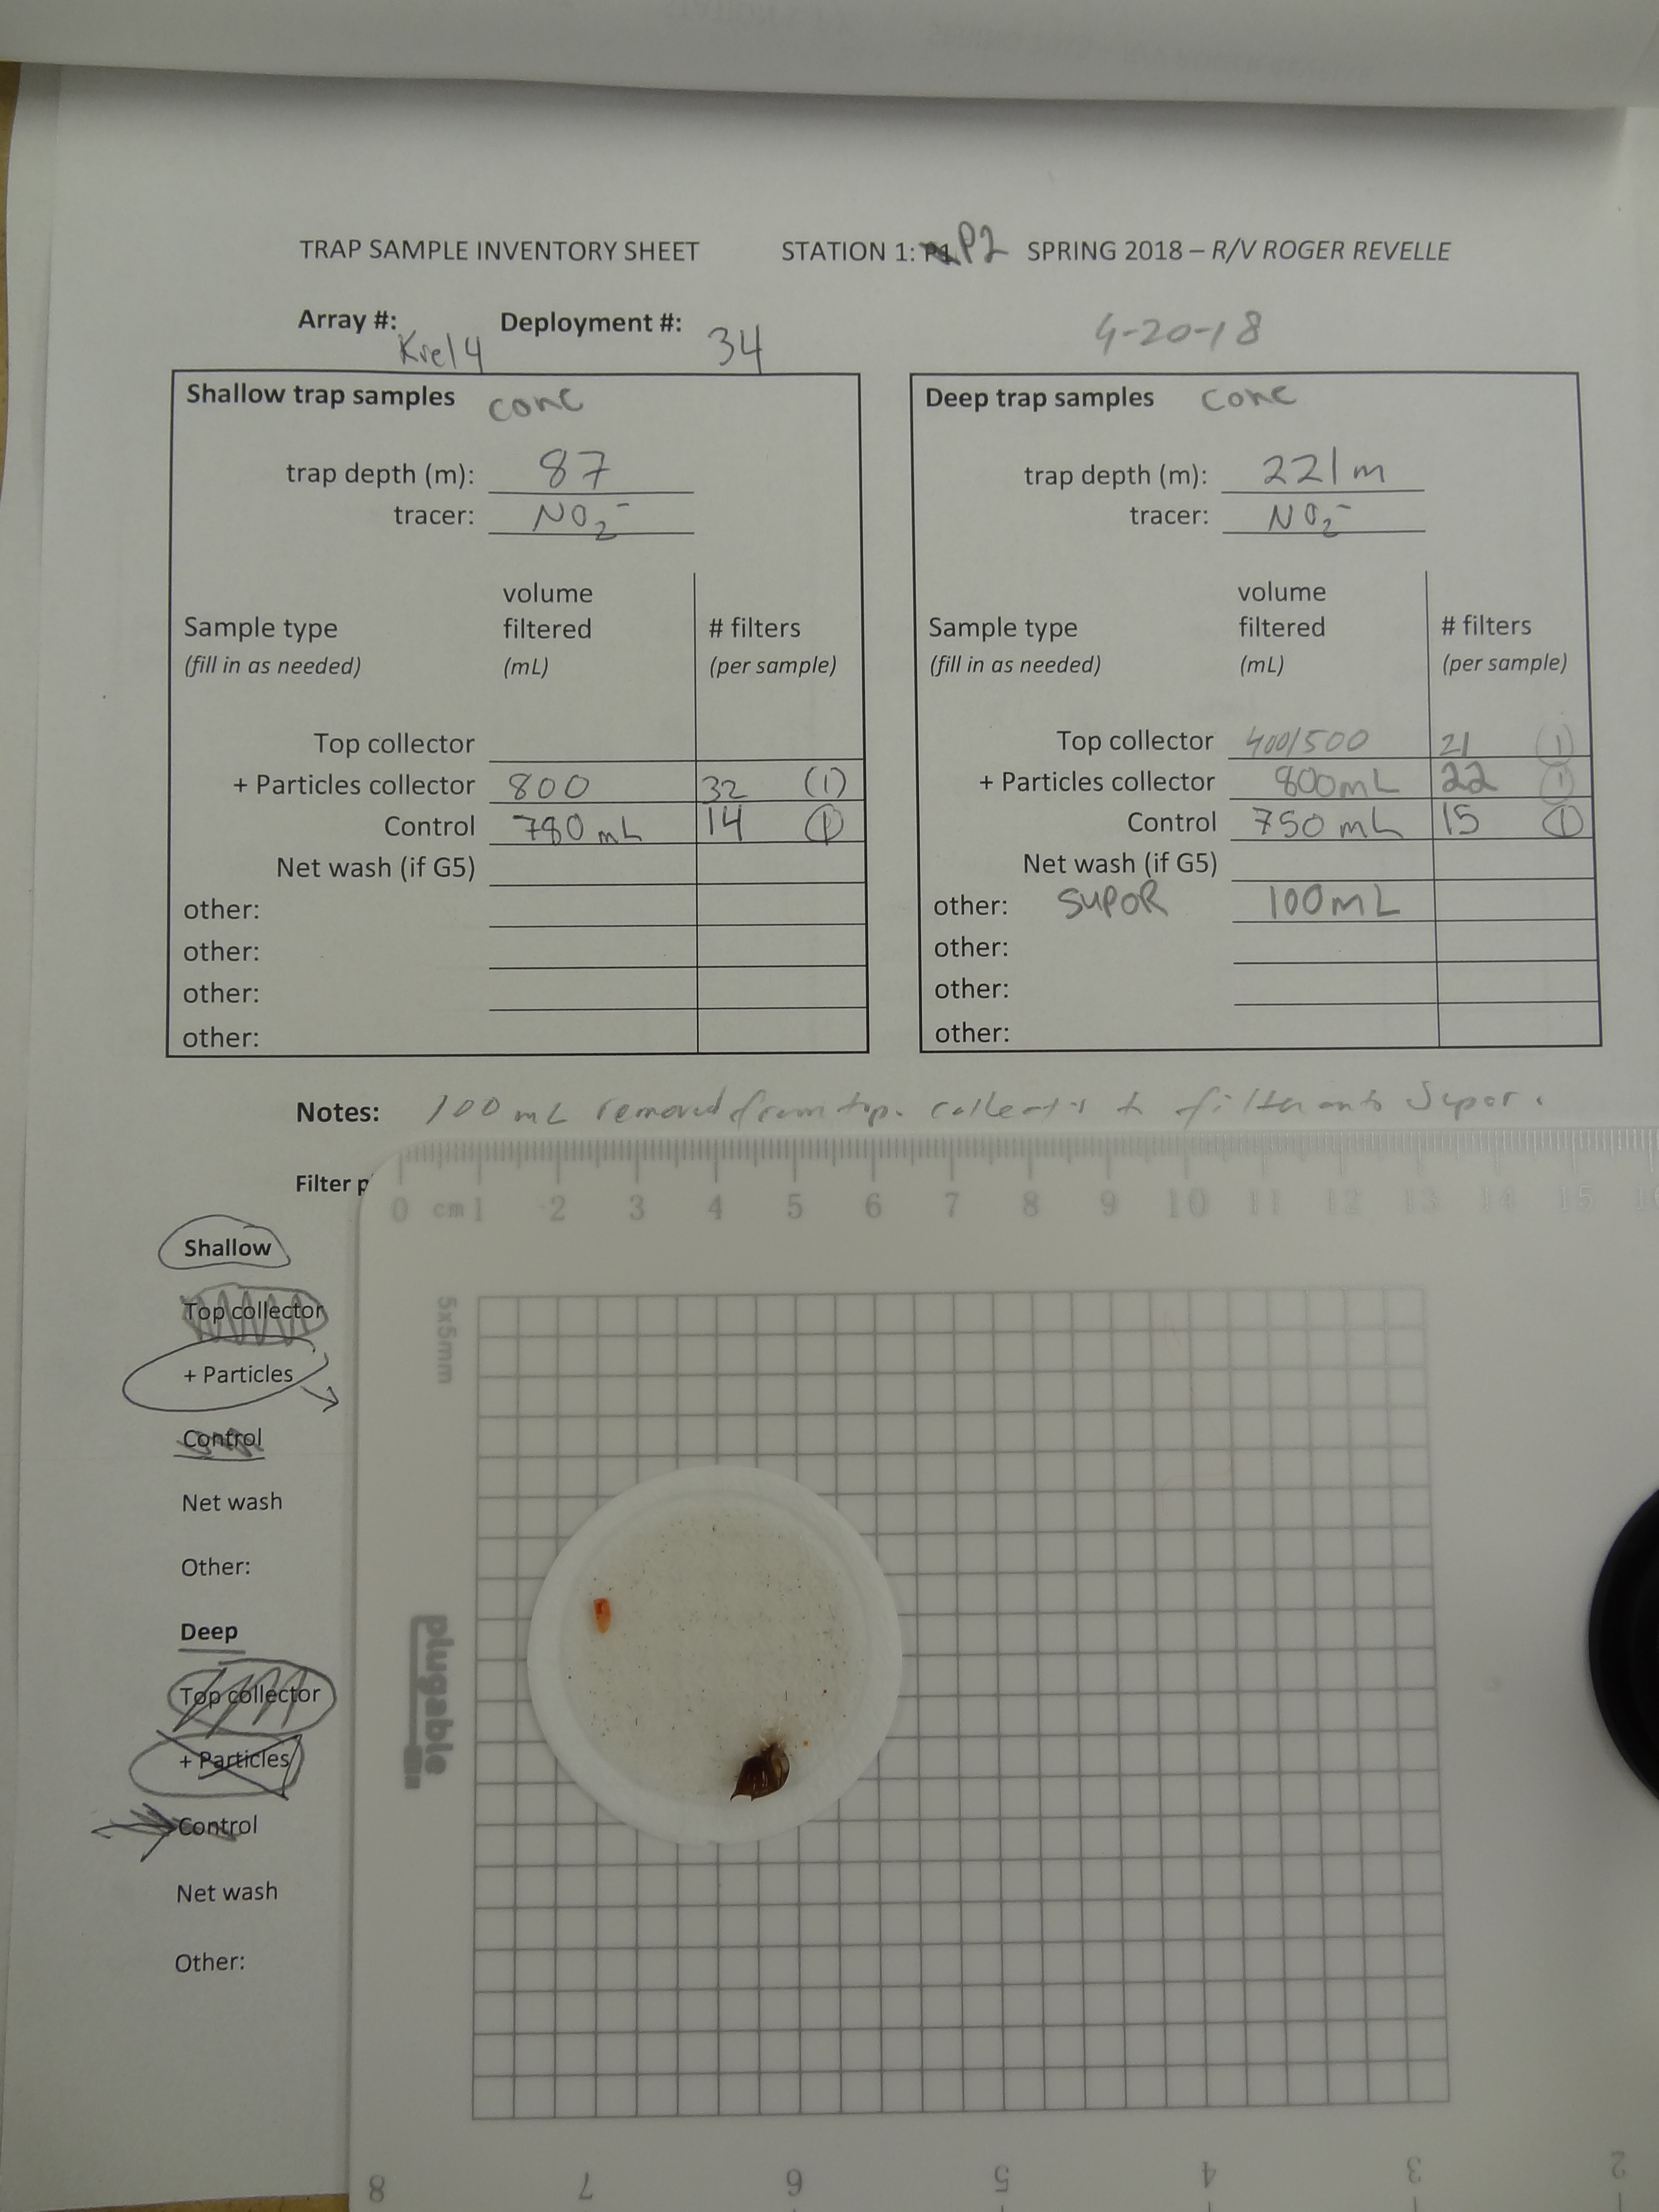 TRAP SAMPLE INVENTORY SHEET STATION 1: P1 P2 SPRING 2018 – R/V ROGER REVELLE
Array #: Kiel 4 Deployment #: 34 4-20-18
Shallow trap samples cone
trap depth (m): 87
tracer: NO2-
Sample type volume filtered # filters
(fill in as needed) (mL) (per sample)
Top collector
+ Particles collector 800 32 (1)
Control 780 mL 14 (1)
Net wash (if G5)
other:
other:
other:
other:
Deep trap samples cone
trap depth (m): 221 m
tracer: NO2-
Sample type volume filtered # filters
(fill in as needed) (mL) (per sample)
Top collector 400/500 21 (1)
+ Particles collector 800mL 22 (1)
Control 750 mL 15 (1)
Net wash (if G5)
other: SUPOR 100mL
other:
other:
other:
Notes: 100 mL removed from top collector to filter onto Supor.
Filter p
0 cm 1 2 3 4 5 6 7 8 9 10 11 12 13 14 15
5x5mm
Shallow
Top collector
+ Particles
Control
Net wash
Other:
Deep
Top collector
+ Particles
Control
Net wash
Other:
plugable
8 7 6 5 4 3 2